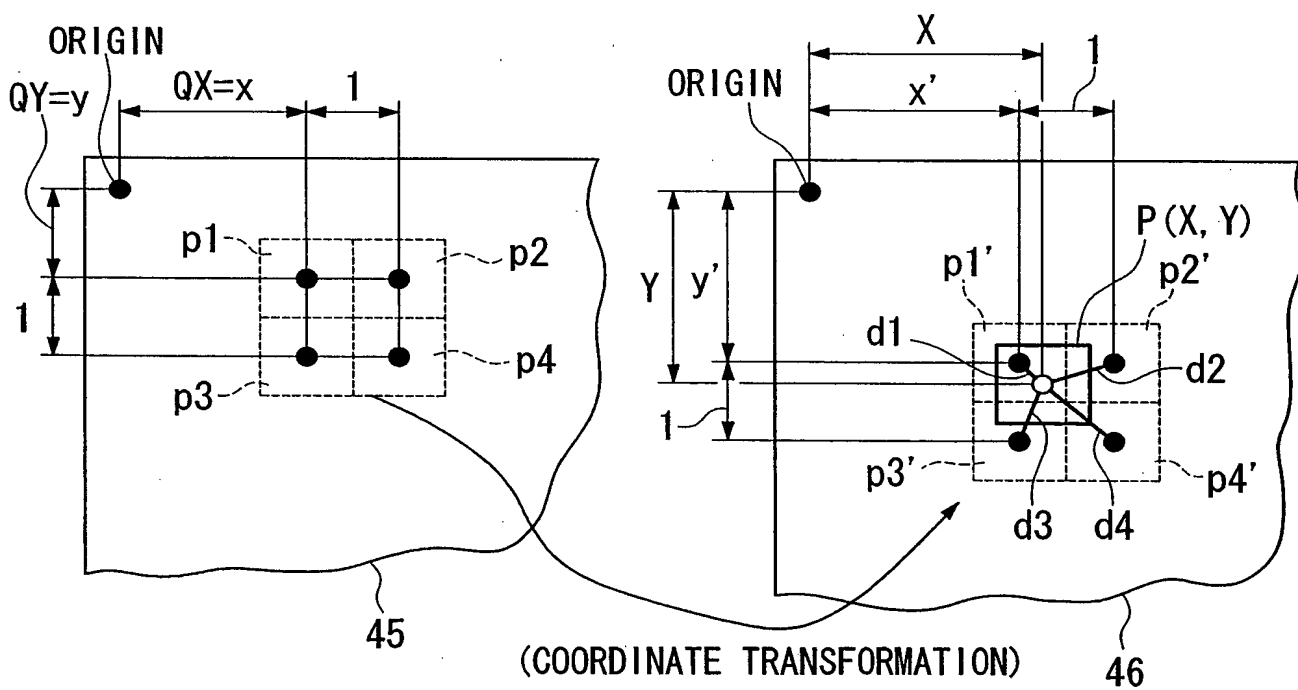 ORIGIN
QY=y
QX=x
1
1
p1
p2
p3
p4
45
X
x'
1
ORIGIN
Y
y'
P(X, Y)
p1'
p2'
d1
d2
1
p3'
p4'
d3
d4
46
(COORDINATE TRANSFORMATION)